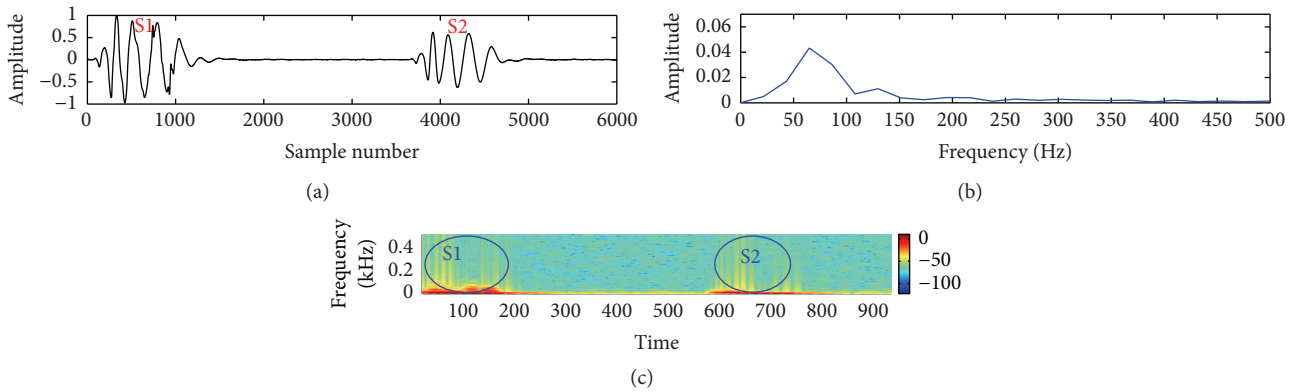 Amplitude
1
0.5
0
−0.5
−1
S1
S2
0 1000 2000 3000 4000 5000 6000
Sample number
(a)
Amplitude
0.06
0.04
0.02
0
0 50 100 150 200 250 300 350 400 450 500
Frequency (Hz)
(b)
Frequency
(kHz)
0.4
0.2
0
S1
S2
0
−50
−100
100 200 300 400 500 600 700 800 900
Time
(c)